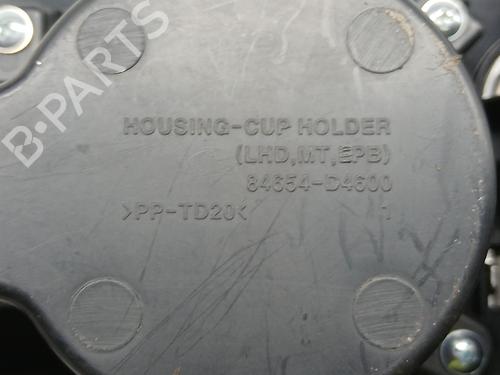 B-PARTS
HOUSING-CUP HOLDER
(LHD,MT,EPB)
84654-D4600
>PP-TD20<
1